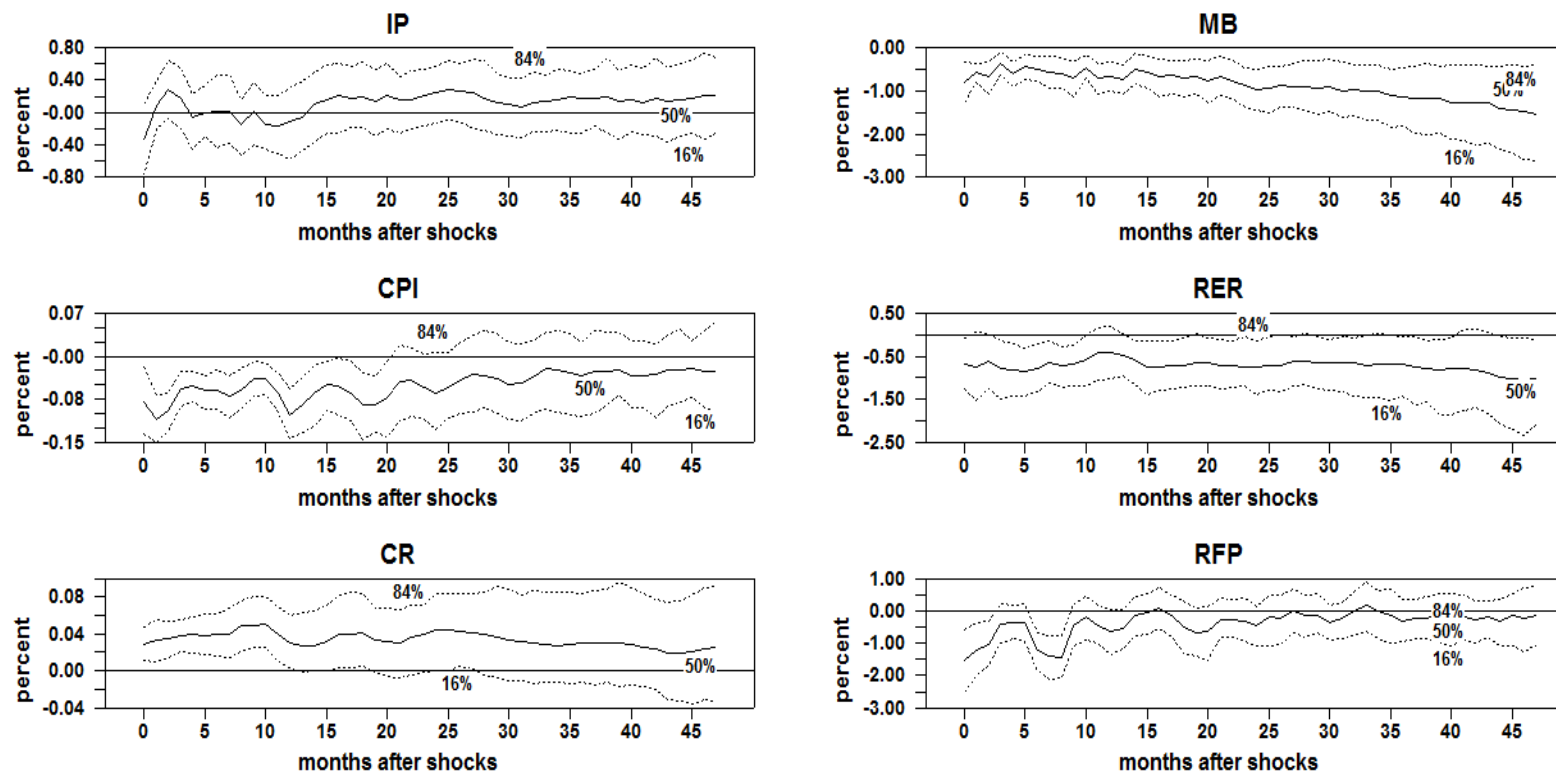 IP
0.80
0.40
-0.00
-0.40
-0.80
percent
84%
50%
16%
0 5 10 15 20 25 30 35 40 45
months after shocks
MB
0.00
-1.00
-2.00
-3.00
percent
84%
50%
16%
0 5 10 15 20 25 30 35 40 45
months after shocks
CPI
0.07
-0.00
-0.08
-0.15
percent
84%
50%
16%
0 5 10 15 20 25 30 35 40 45
months after shocks
RER
0.50
-0.50
-1.50
-2.50
percent
84%
50%
16%
0 5 10 15 20 25 30 35 40 45
months after shocks
CR
0.08
0.04
0.00
-0.04
percent
84%
50%
16%
0 5 10 15 20 25 30 35 40 45
months after shocks
RFP
1.00
0.00
-1.00
-2.00
-3.00
percent
84%
50%
16%
0 5 10 15 20 25 30 35 40 45
months after shocks